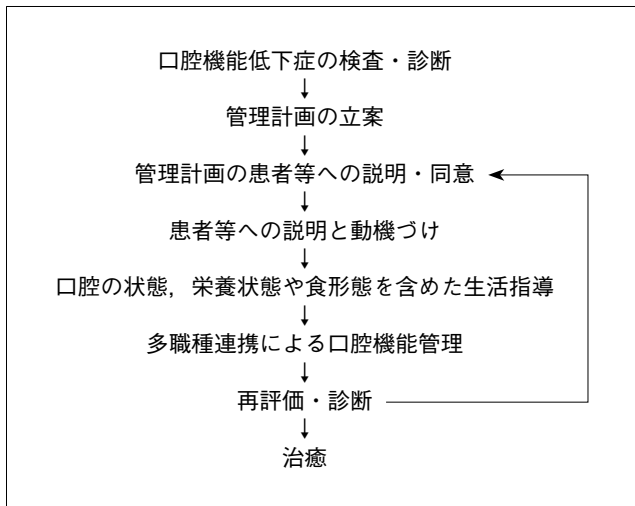 口腔機能低下症の検査・診断
管理計画の立案
管理計画の患者等への説明・同意
患者等への説明と動機づけ
口腔の状態，栄養状態や食形態を含めた生活指導
多職種連携による口腔機能管理
再評価・診断
治癒